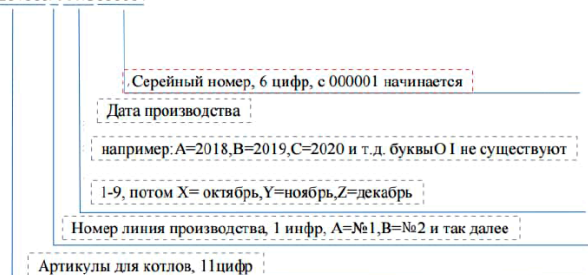 Серейный номер, 6 цифр, с 000001 начинается
Дата производства
например:А=2018,В=2019,С=2020 и т.д. буквыО I не существуют
1-9, потом X= октябрь,Y=ноябрь,Z=декабрь
Номер линия производства, 1 инфр, А=№1,В=№2 и так далее
Артикулы для котлов, 11цифр